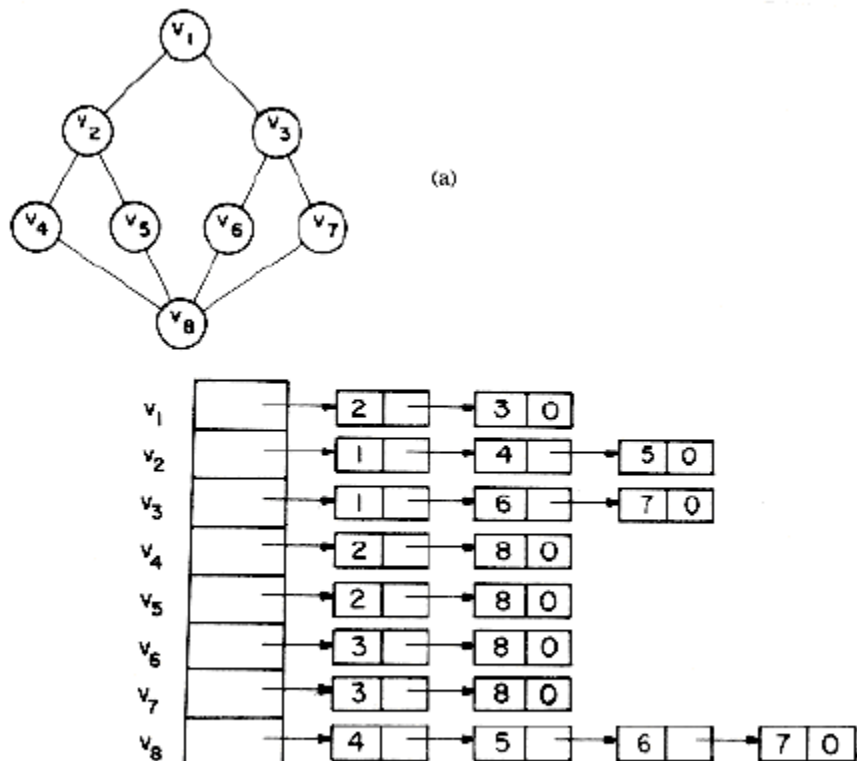 V1
V2 V3
(a)
V4 V5 V6 V7
V8
V1 2 3 0
V2 1 4 5 0
V3 1 6 7 0
V4 2 8 0
V5 2 8 0
V6 3 8 0
V7 3 8 0
V8 4 5 6 7 0